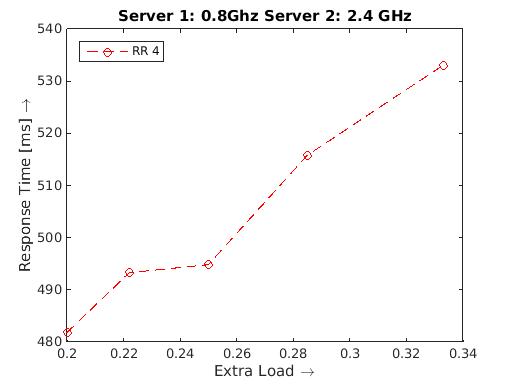 Server 1: 0.8Ghz Server 2: 2.4 GHz
RR 4
Response Time [ms] →
540
530
520
510
500
490
480
0.2 0.22 0.24 0.26 0.28 0.3 0.32 0.34
Extra Load →